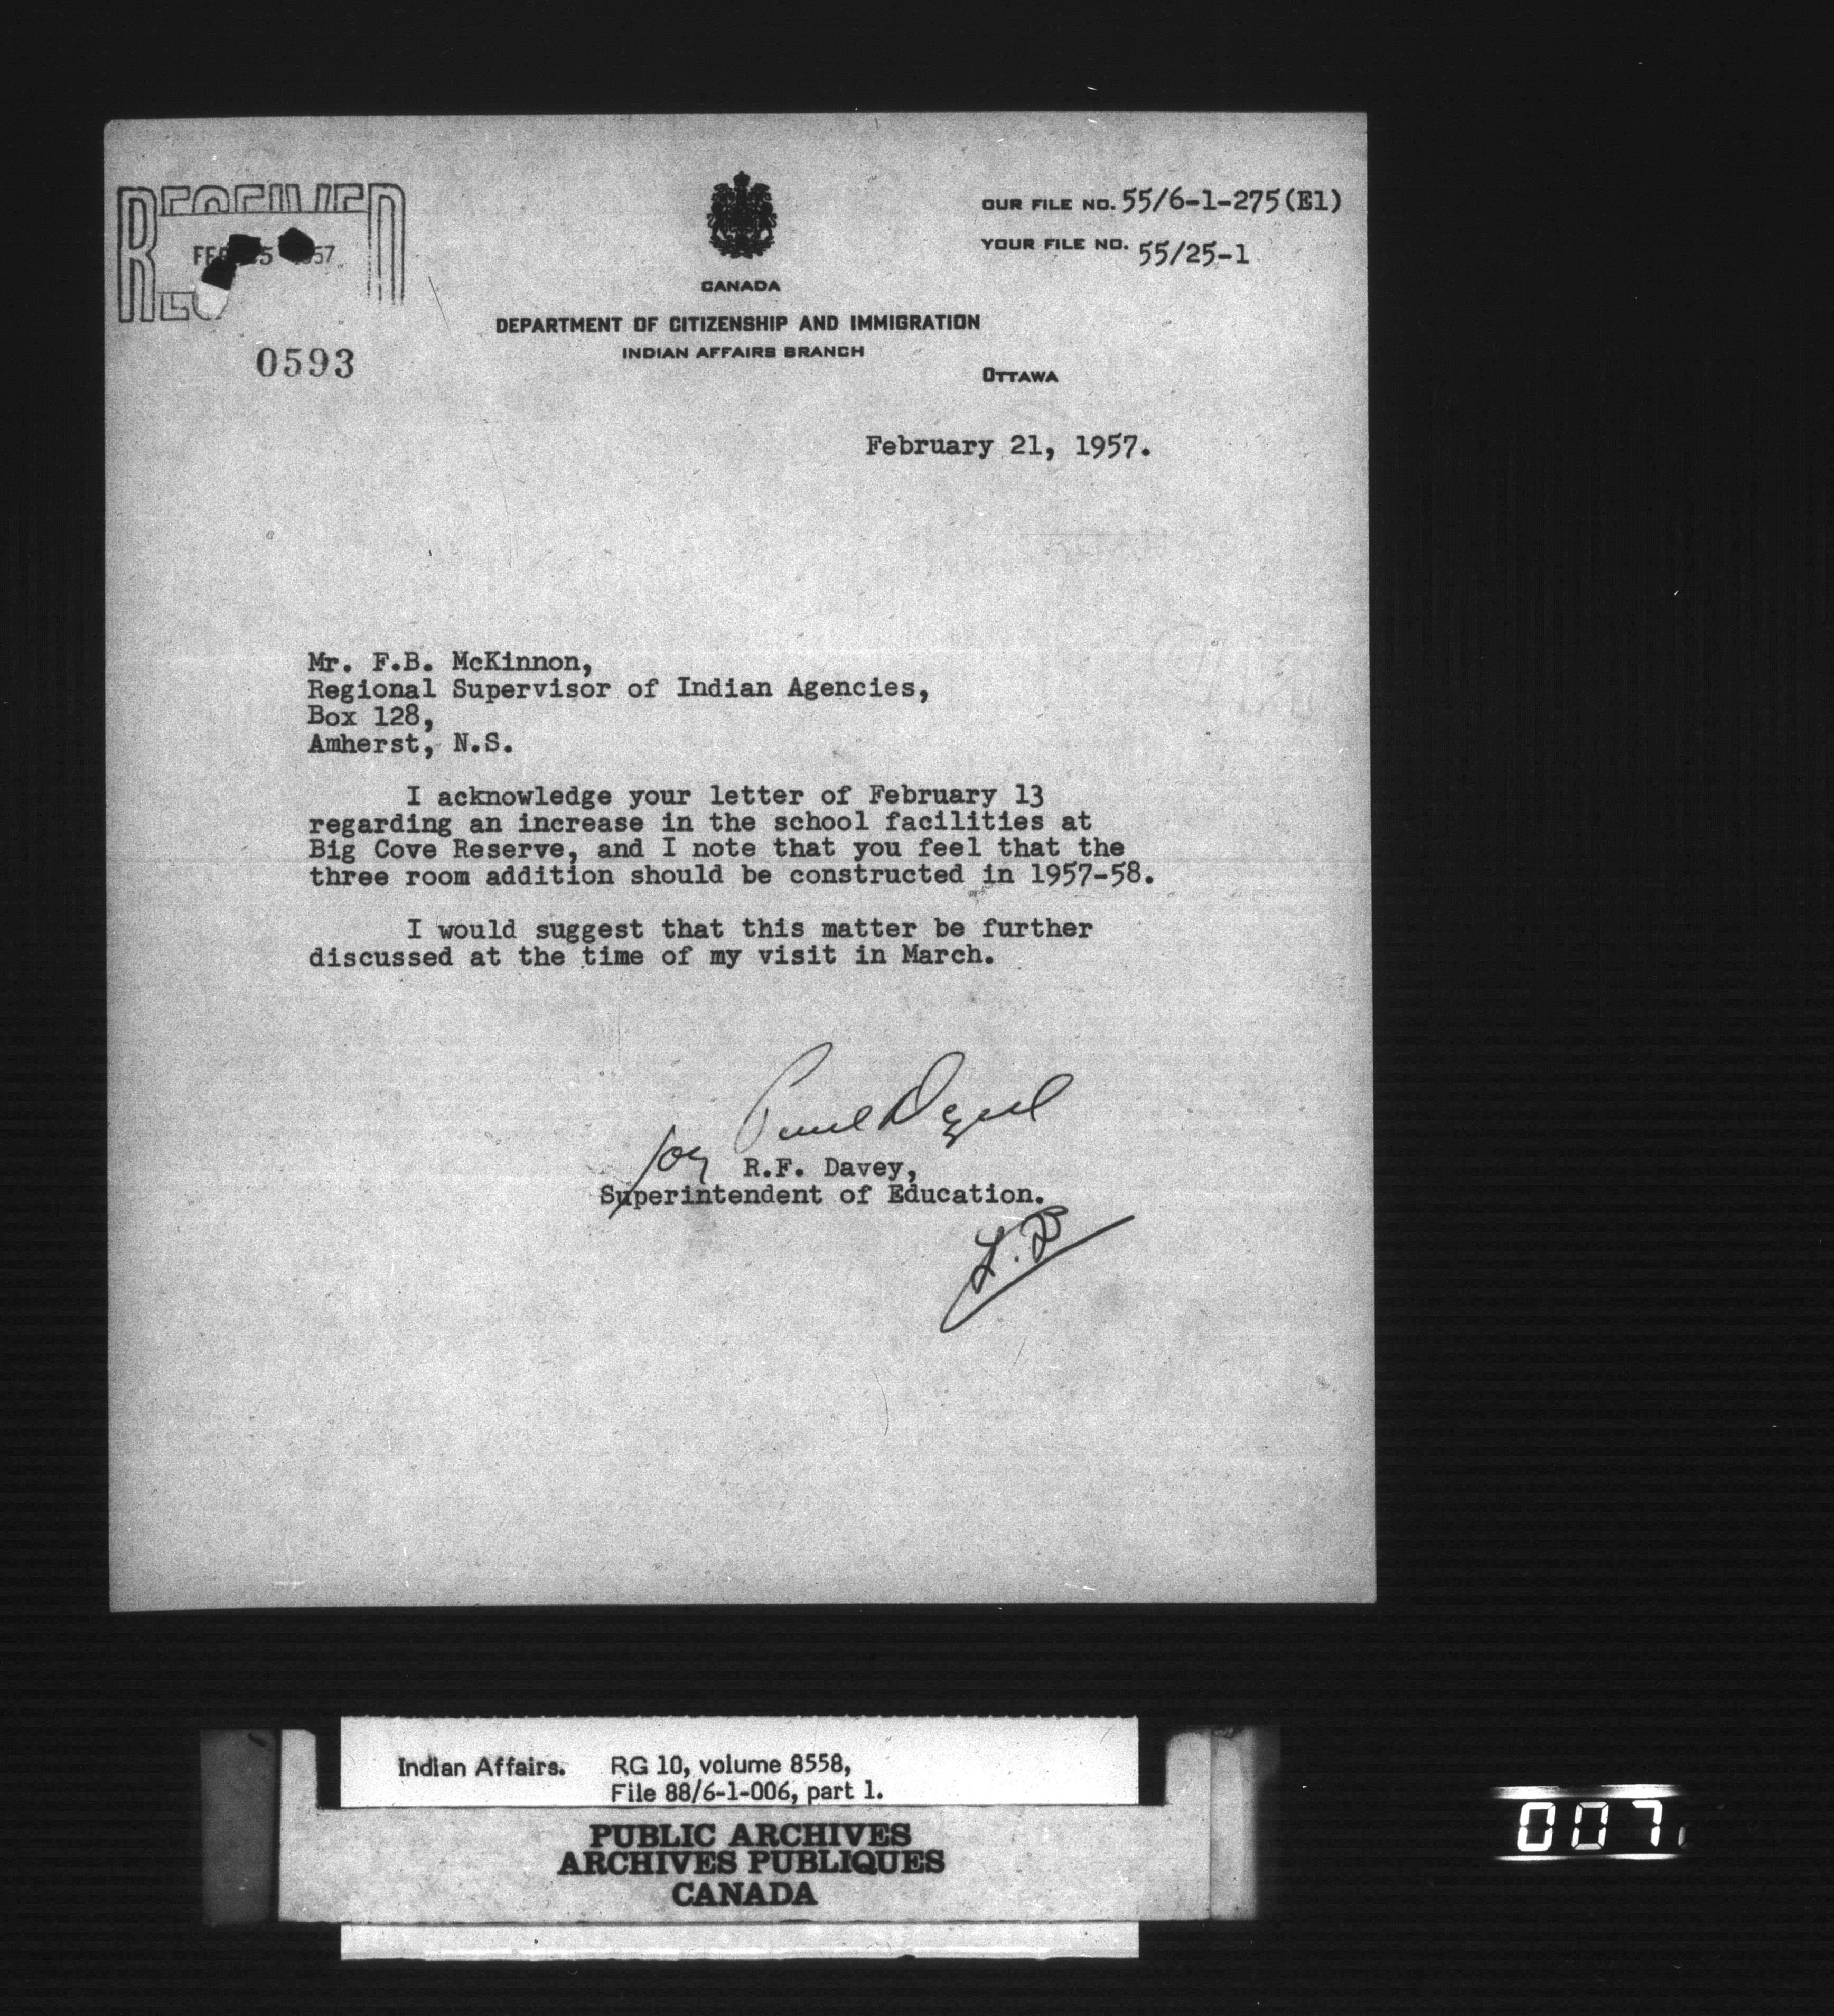 RECEIVED
OUR FILE NO. 55/6-1-275(E1)
YOUR FILE NO. 55/25-1
CANADA
DEPARTMENT OF CITIZENSHIP AND IMMIGRATION
INDIAN AFFAIRS BRANCH
0593
OTTAWA
February 21, 1957.
Mr. F.B. McKinnon,
Regional Supervisor of Indian Agencies,
Box 128,
Amherst, N.S.
I acknowledge your letter of February 13
regarding an increase in the school facilities at
Big Cove Reserve, and I note that you feel that the
three room addition should be constructed in 1957-58.
I would suggest that this matter be further
discussed at the time of my visit in March.
for
R.F. Davey,
Superintendent of Education.
Indian Affairs. RG 10, volume 8558,
File 88/6-1-006, part 1.
PUBLIC ARCHIVES
ARCHIVES PUBLIQUES
CANADA
007